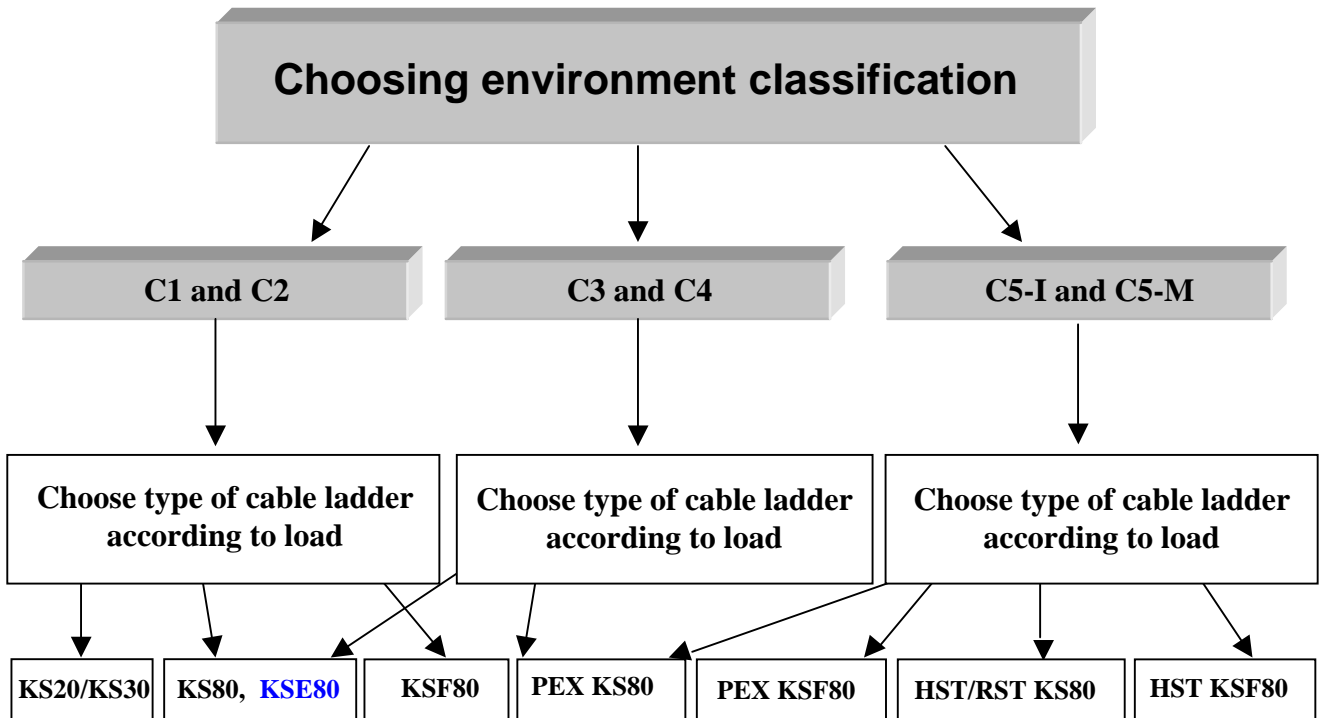 Choosing environment classification
C1 and C2
C3 and C4
C5-I and C5-M
Choose type of cable ladder
according to load
Choose type of cable ladder
according to load
Choose type of cable ladder
according to load
KS20/KS30
KS80, KSE80
KSF80
PEX KS80
PEX KSF80
HST/RST KS80
HST KSF80